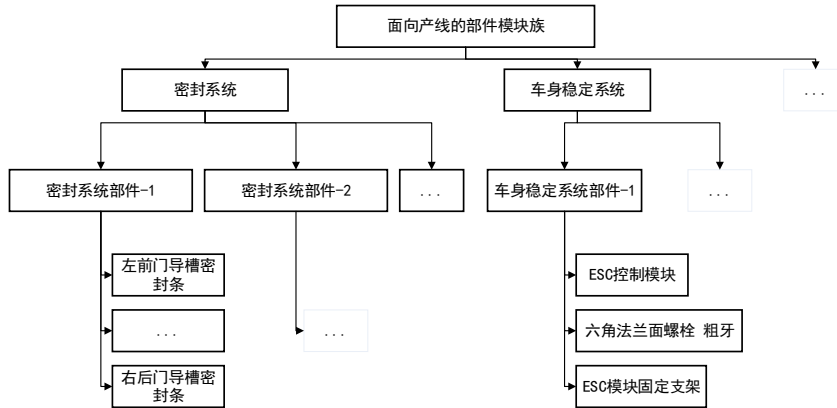 面向产线的部件模块族
密封系统
车身稳定系统
...
密封系统部件-1
密封系统部件-2
...
车身稳定系统部件-1
...
左前门导槽密
封条
ESC控制模块
...
...
六角法兰面螺栓 粗牙
右后门导槽密
封条
ESC模块固定支架